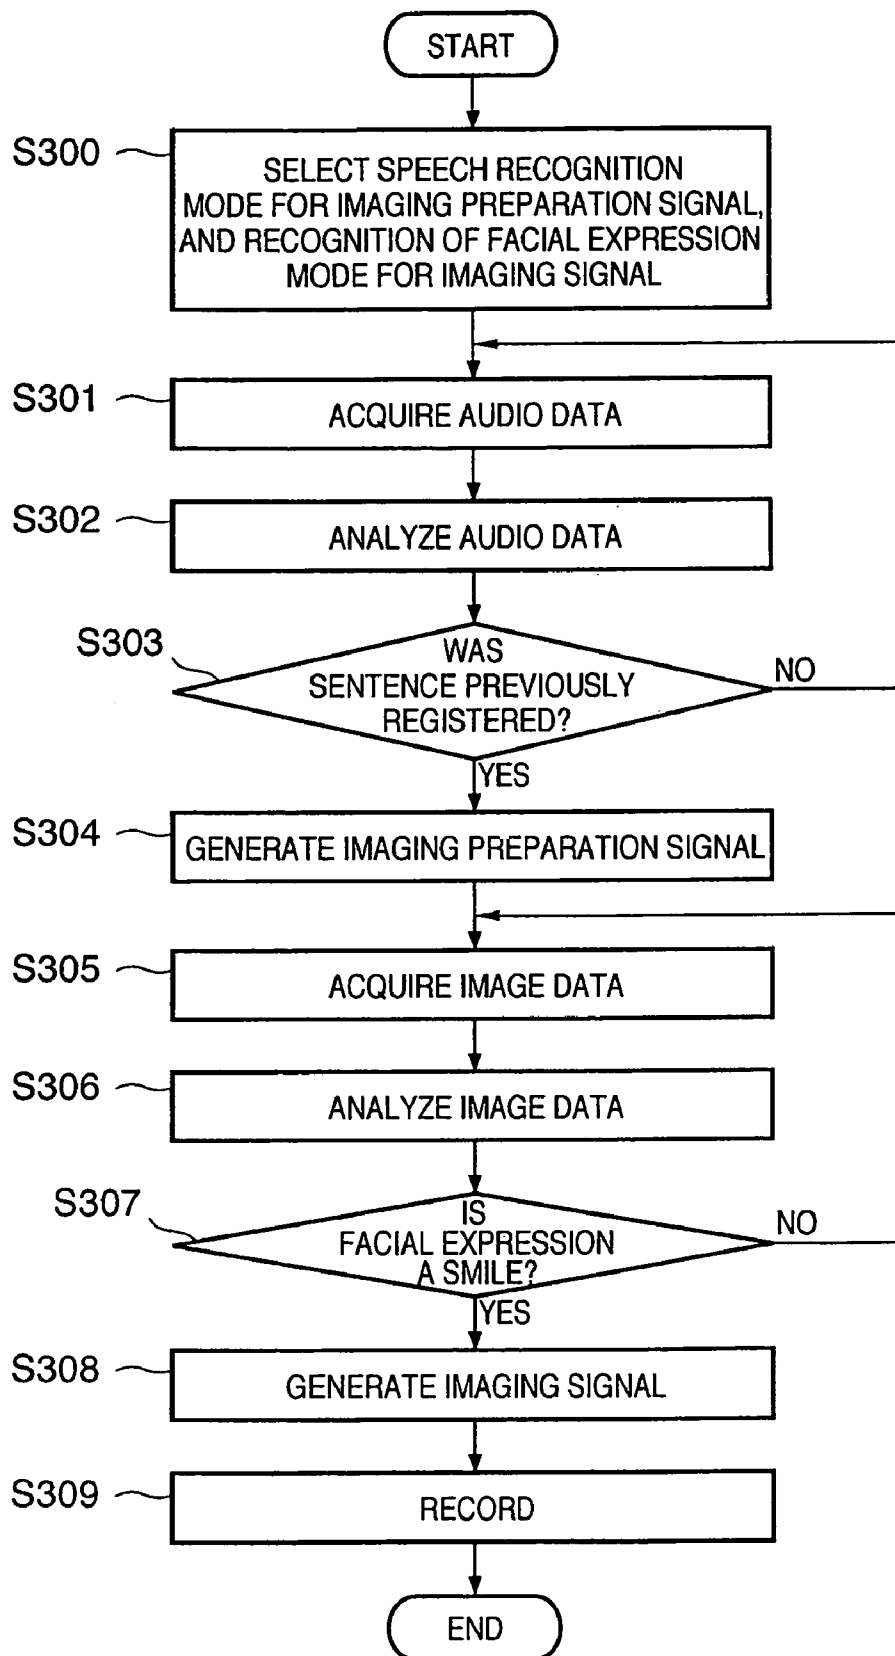 START
S300
SELECT SPEECH RECOGNITION
MODE FOR IMAGING PREPARATION SIGNAL,
AND RECOGNITION OF FACIAL EXPRESSION
MODE FOR IMAGING SIGNAL
S301
ACQUIRE AUDIO DATA
S302
ANALYZE AUDIO DATA
S303
WAS
SENTENCE PREVIOUSLY
REGISTERED?
NO
YES
S304
GENERATE IMAGING PREPARATION SIGNAL
S305
ACQUIRE IMAGE DATA
S306
ANALYZE IMAGE DATA
S307
IS
FACIAL EXPRESSION
A SMILE?
NO
YES
S308
GENERATE IMAGING SIGNAL
S309
RECORD
END